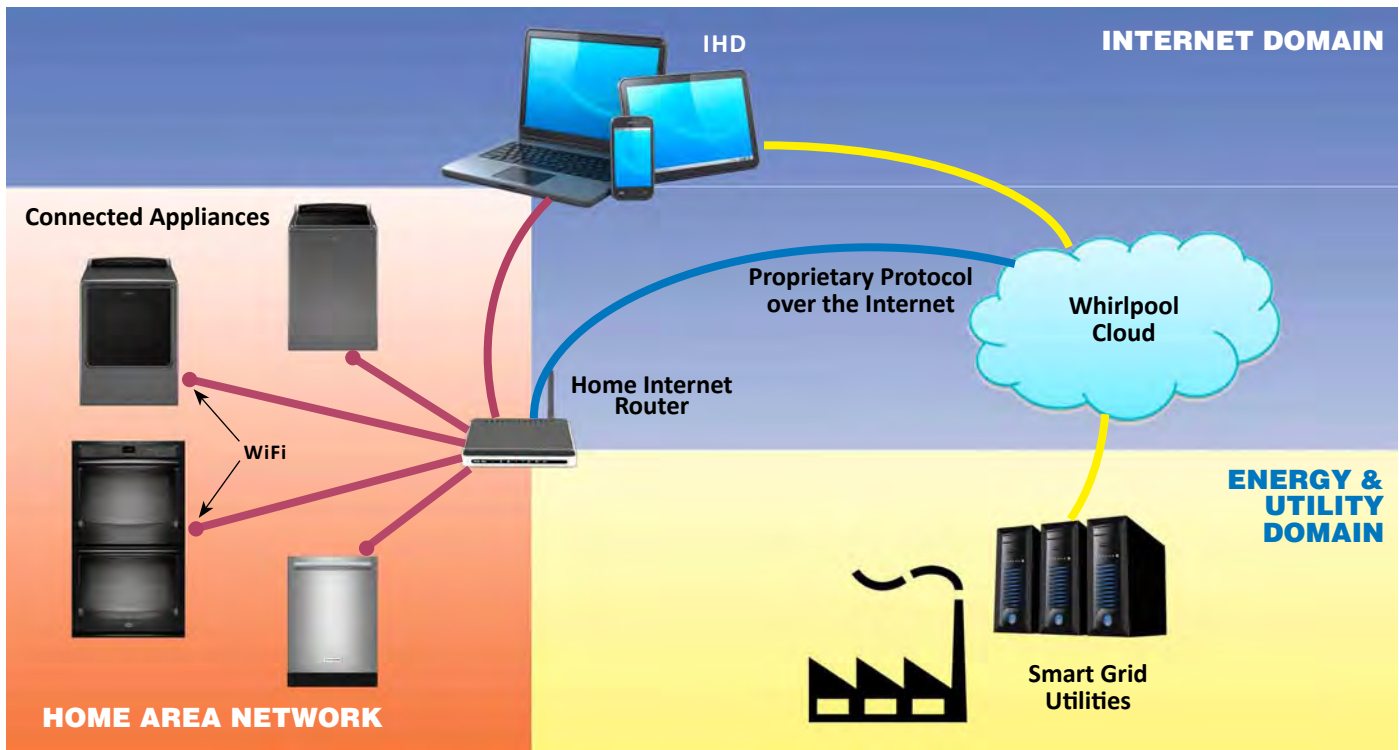 IHD
INTERNET DOMAIN
Connected Appliances
Proprietary Protocol
over the Internet
Whirlpool
Cloud
Home Internet
Router
WiFi
ENERGY &
UTILITY
DOMAIN
Smart Grid
Utilities
HOME AREA NETWORK